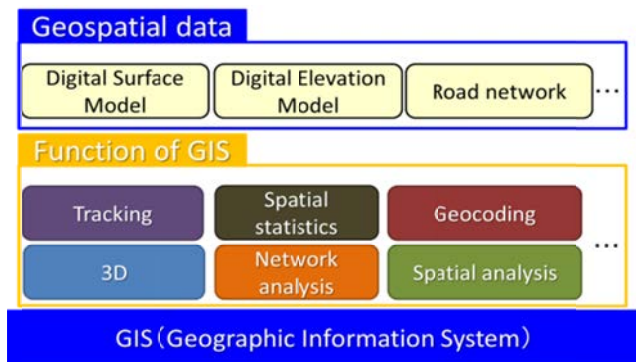 Geospatial data
Digital Surface
Model
Digital Elevation
Model
Road network
...
Function of GIS
Tracking
Spatial
statistics
Geocoding
3D
Network
analysis
Spatial analysis
...
GIS(Geographic Information System)